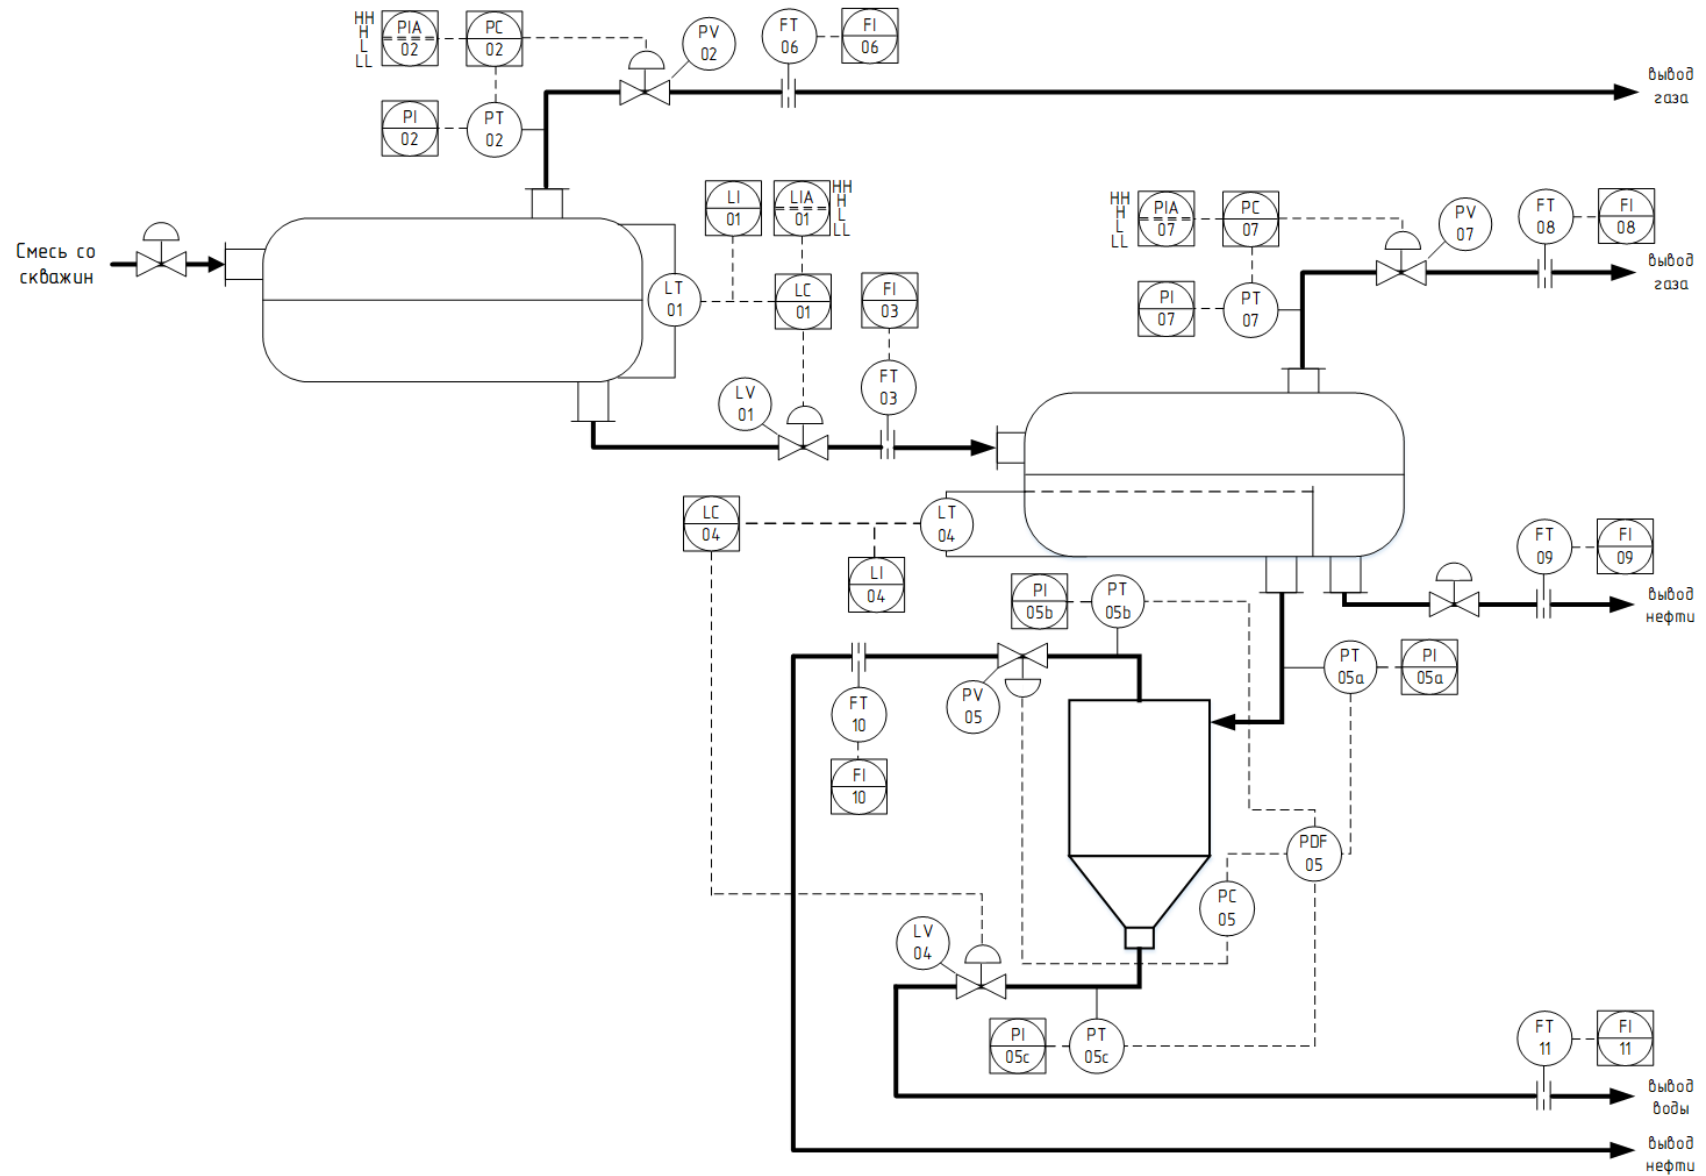 HH
H
L
LL
PIA
02
PC
02
PV
02
FT
06
FI
06
вывод
газа
PI
02
PT
02
Смесь со
скважин
LI
01
LIA
01
HH
H
L
LL
LT
01
LC
01
FI
03
LV
01
FT
03
HH
H
L
LL
PIA
07
PC
07
PV
07
FT
08
FI
08
вывод
газа
PI
07
PT
07
LC
04
LT
04
LI
04
FT
09
FI
09
вывод
нефти
PI
05b
PT
05b
PT
05a
PI
05a
PV
05
FT
10
FI
10
PDF
05
PC
05
LV
04
PI
05c
PT
05c
FT
11
FI
11
вывод
воды
вывод
нефти